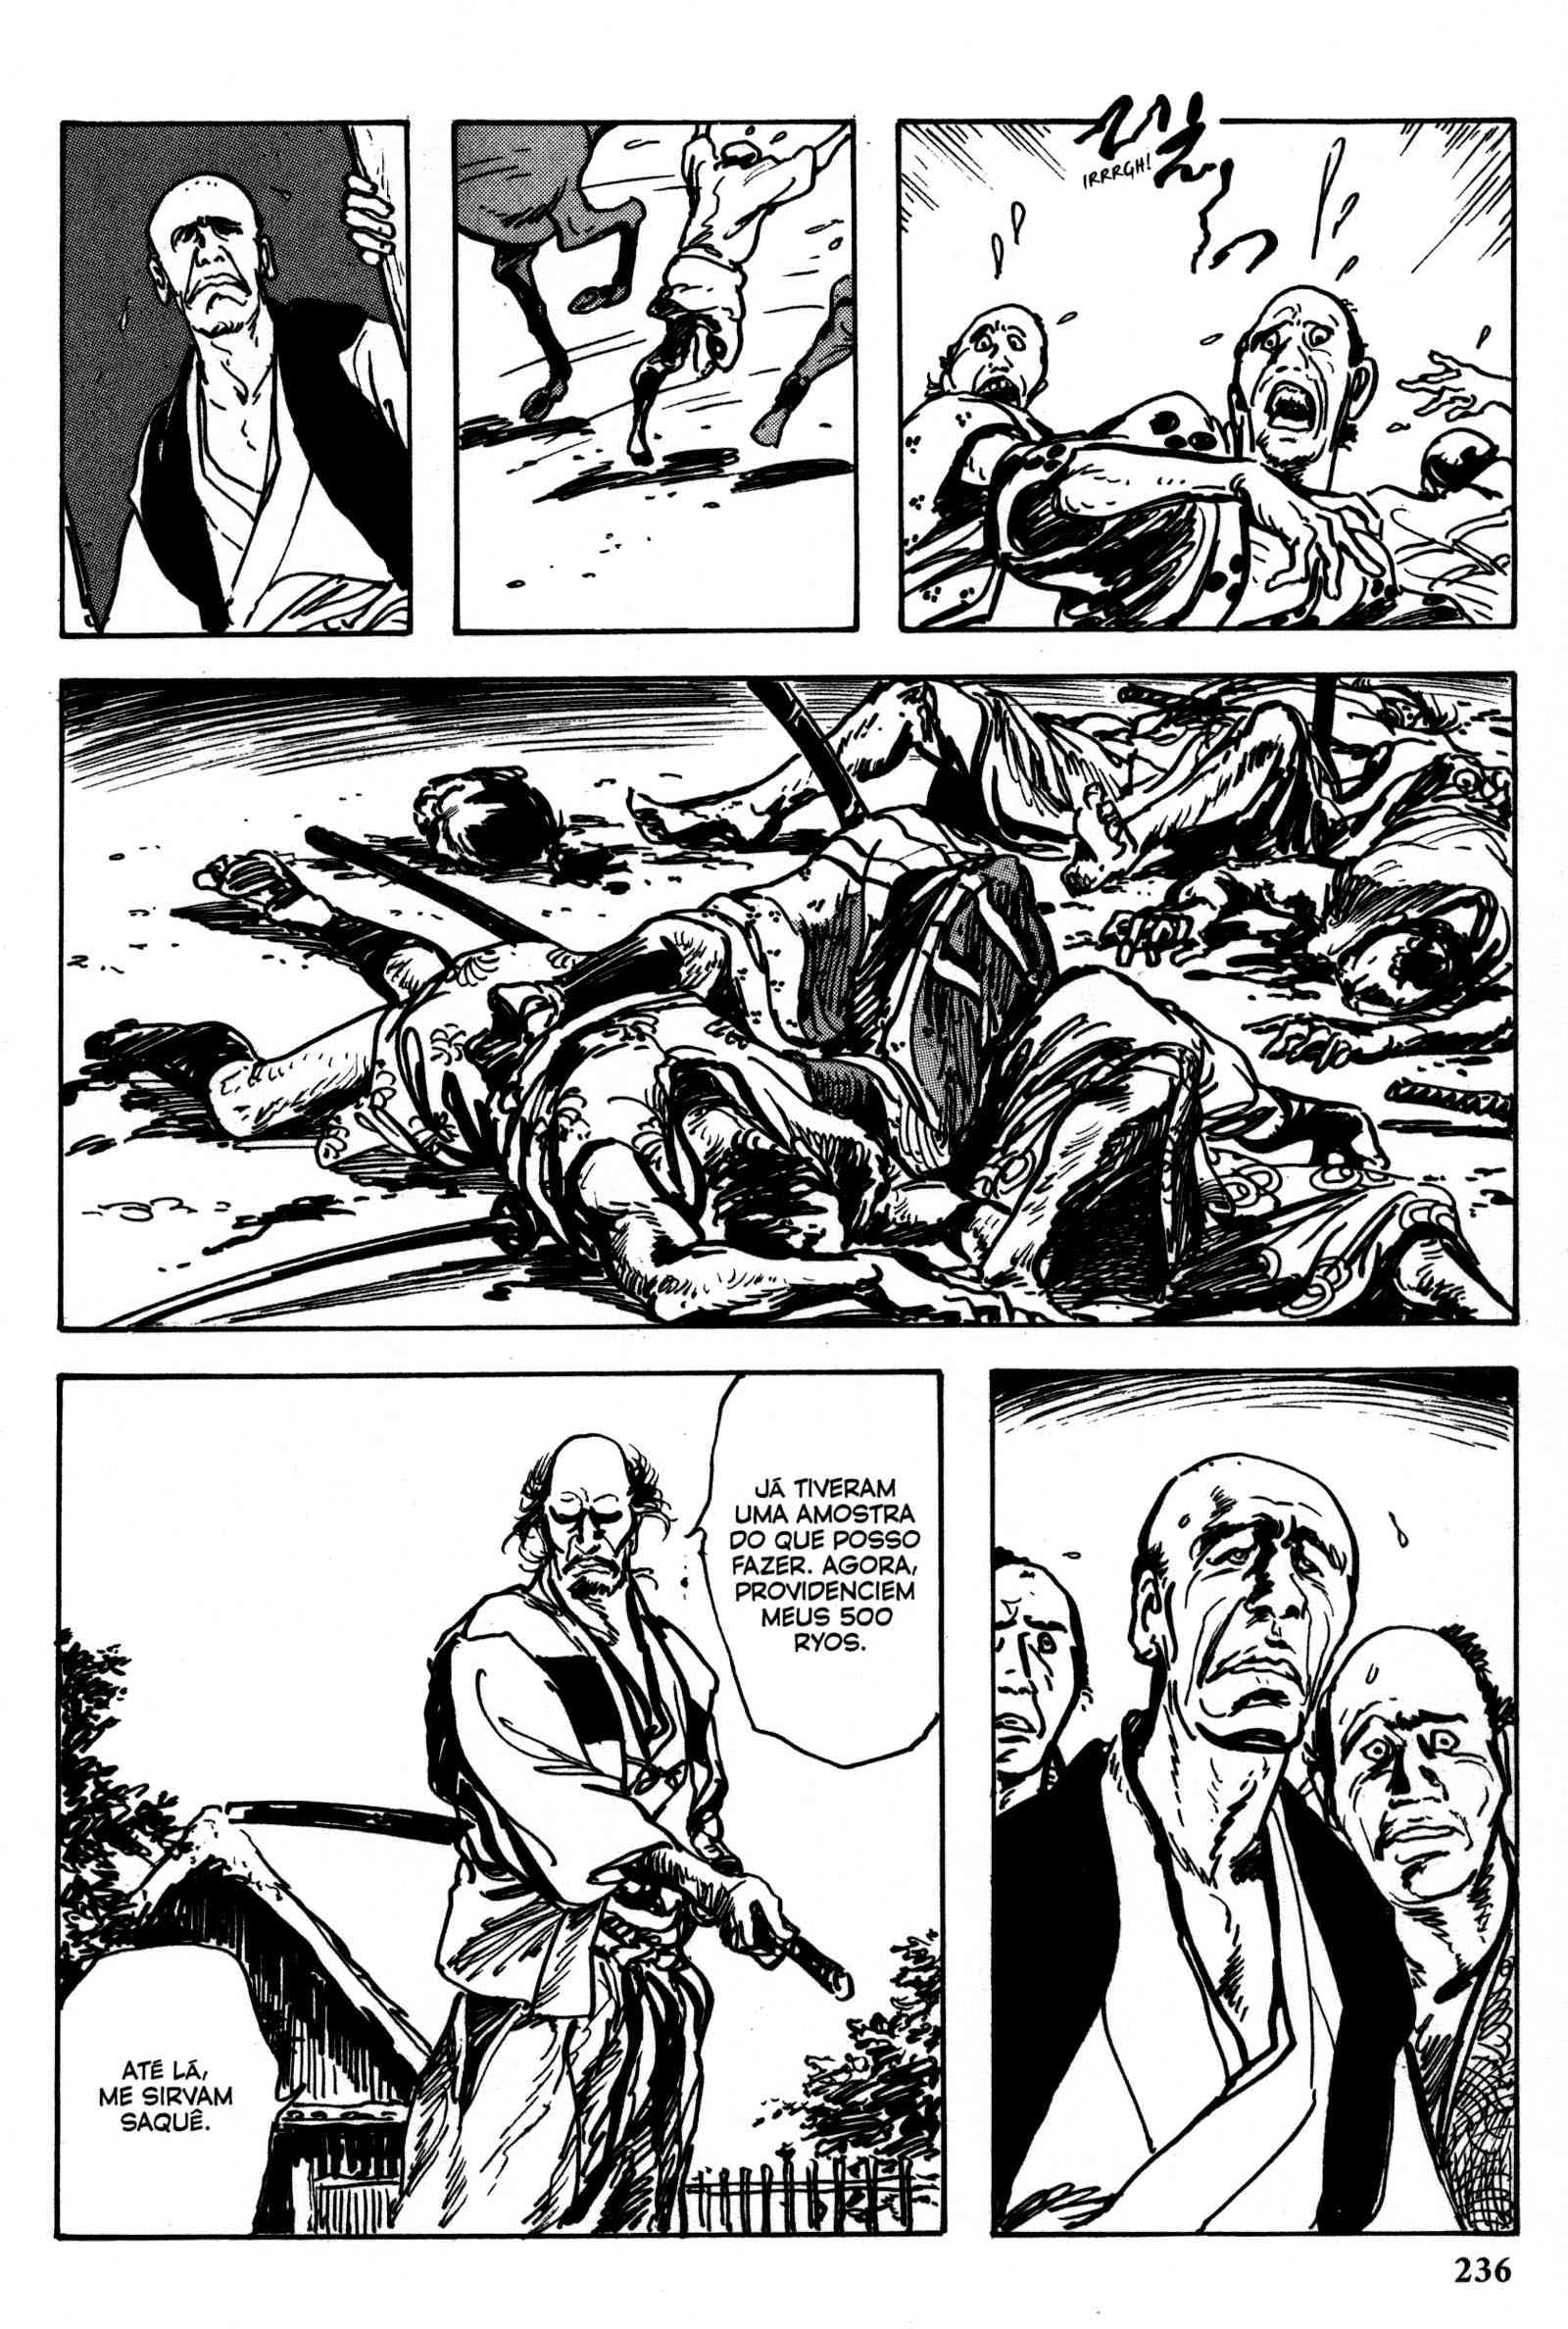 IRRRGH!
JÁ TIVERAM
UMA AMOSTRA
DO QUE POSSO
FAZER. AGORA,
PROVIDENCIEM
MEUS 500
RYOS.
ATÉ LÁ,
ME SIRVAM
SAQUÊ.
236